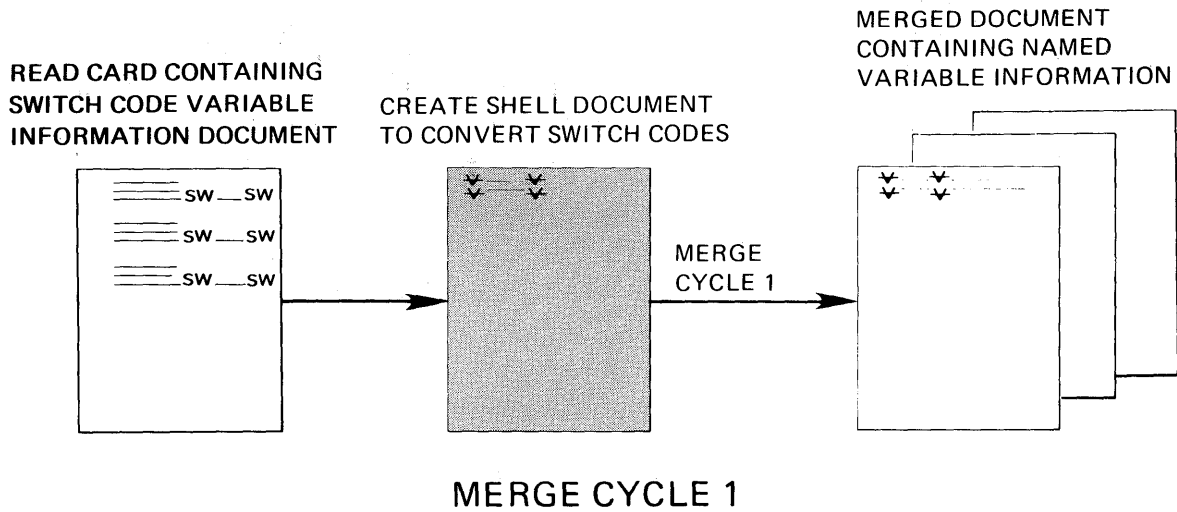 READ CARD CONTAINING
SWITCH CODE VARIABLE
INFORMATION DOCUMENT
SW SW
SW SW
SW SW
CREATE SHELL DOCUMENT
TO CONVERT SWITCH CODES
MERGE
CYCLE 1
MERGED DOCUMENT
CONTAINING NAMED
VARIABLE INFORMATION
MERGE CYCLE 1